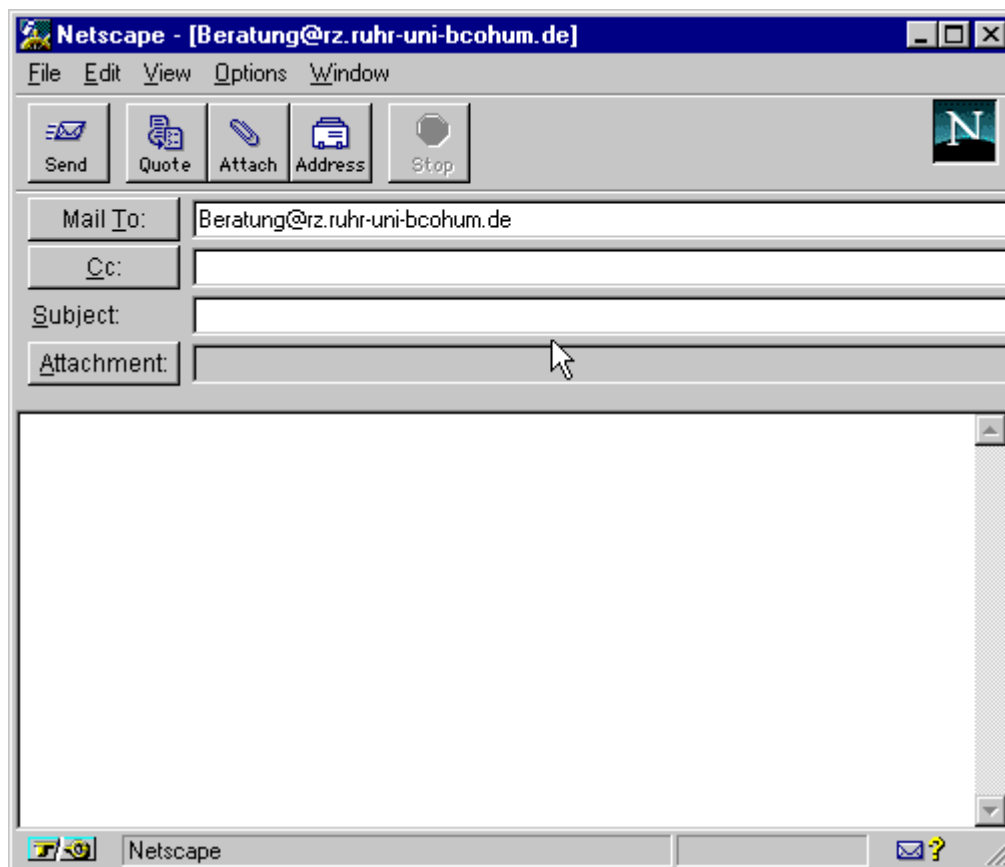 Netscape - [Beratung@rz.ruhr-uni-bcohum.de]
File Edit View Options Window
Send Quote Attach Address Stop
N
Mail To: Beratung@rz.ruhr-uni-bcohum.de
Cc:
Subject:
Attachment:
Netscape ?